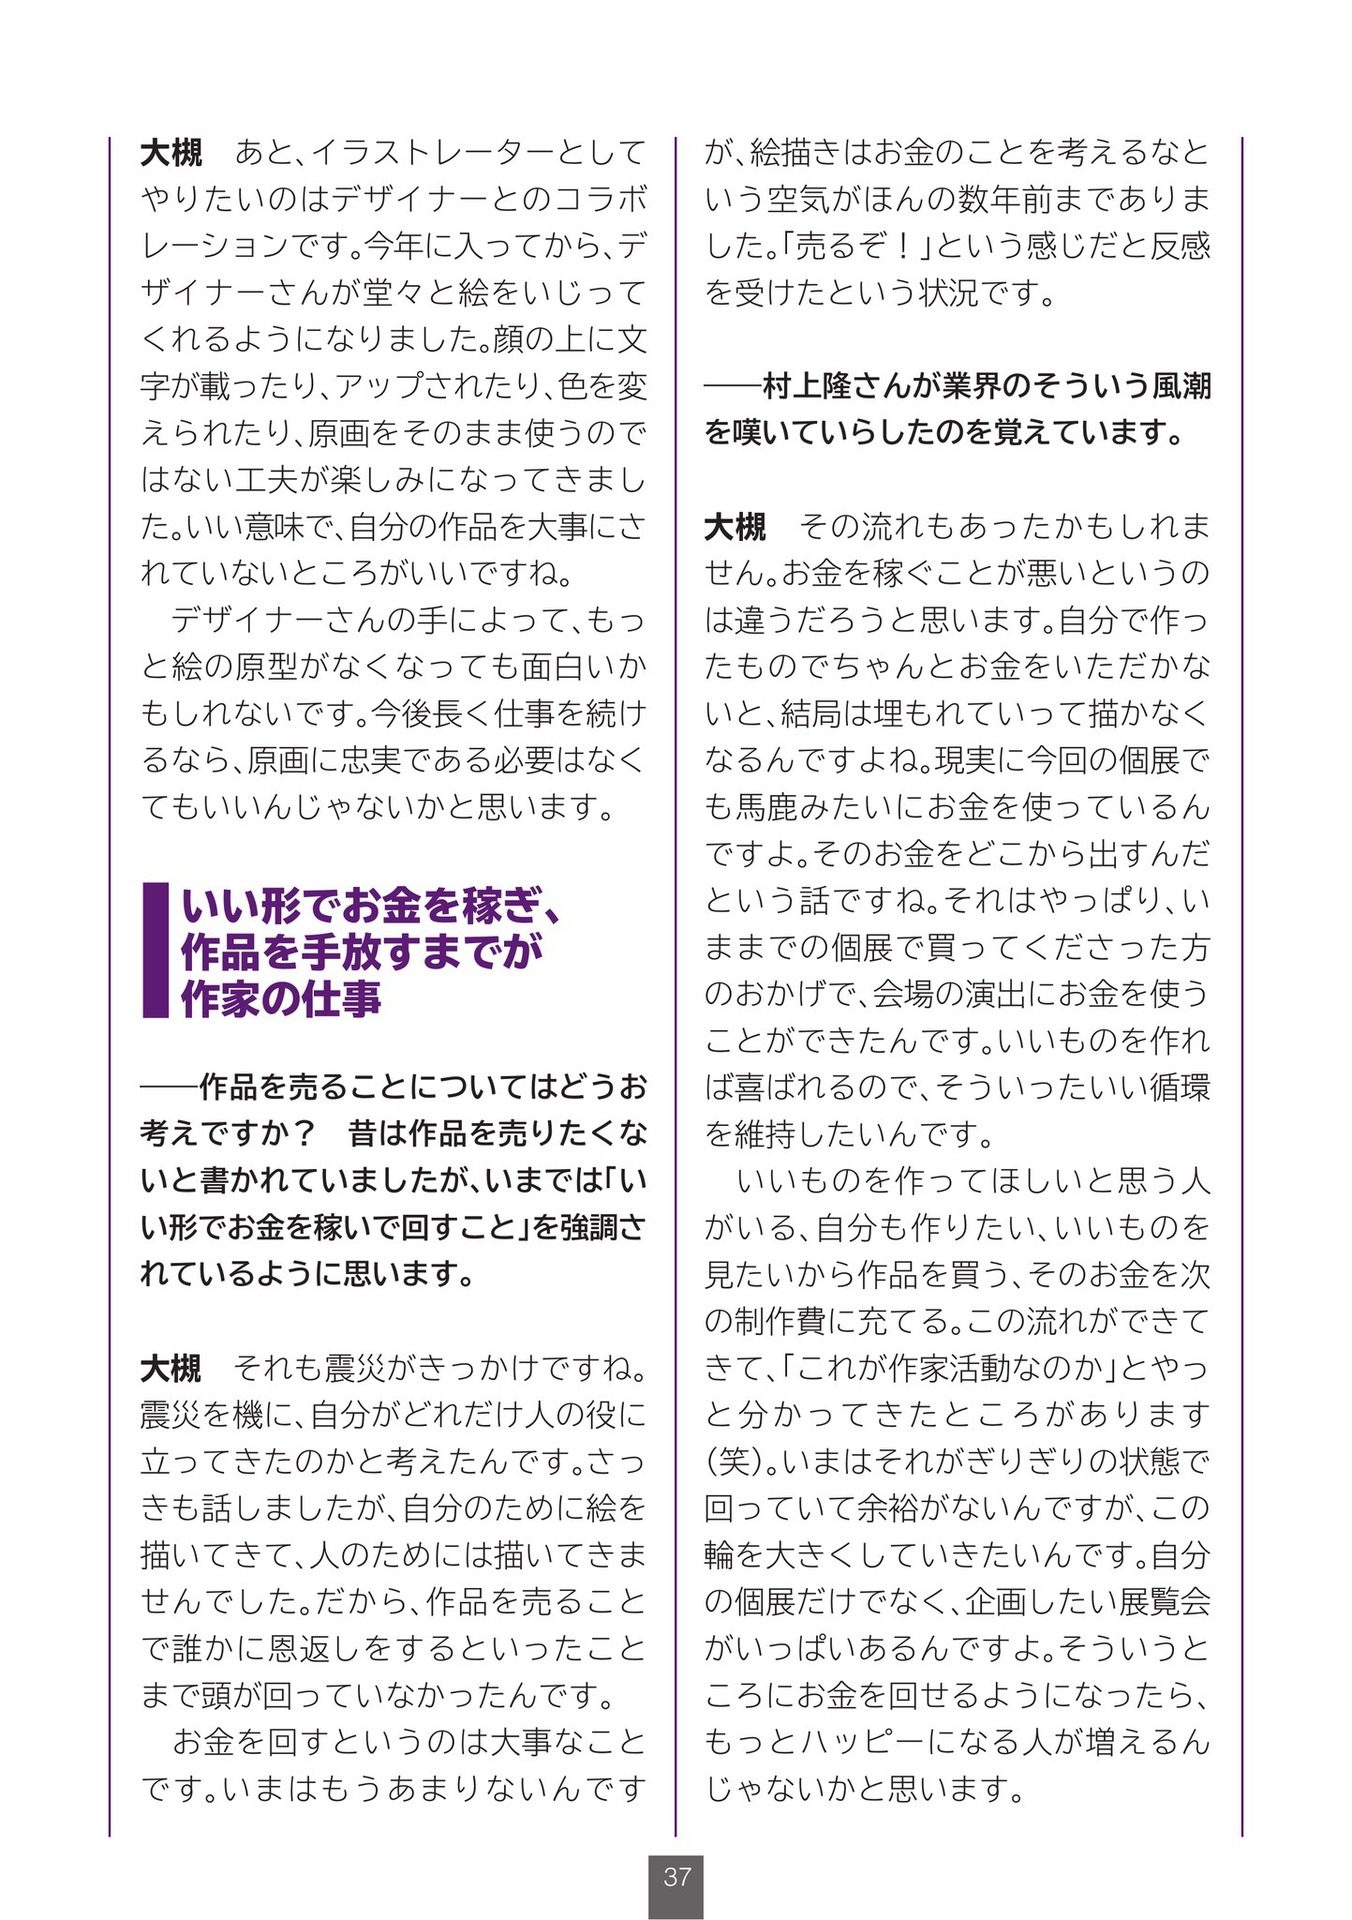 大槻　あと、イラストレーターとして
やりたいのはデザイナーとのコラボ
レーションです。今年に入ってから、デ
ザイナーさんが堂々と絵をいじって
くれるようになりました。顔の上に文
字が載ったり、アップされたり、色を変
えられたり、原画をそのまま使うので
はない工夫が楽しみになってきまし
た。いい意味で、自分の作品を大事にさ
れていないところがいいですね。
　デザイナーさんの手によって、もっ
と絵の原型がなくなっても面白いか
もしれないです。今後長く仕事を続け
るなら、原画に忠実である必要はなく
てもいいんじゃないかと思います。
いい形でお金を稼ぎ、
作品を手放すまでが
作家の仕事
――作品を売ることについてはどうお
考えですか？　昔は作品を売りたくな
いと書かれていましたが、いまでは「い
い形でお金を稼いで回すこと」を強調さ
れているように思います。
大槻　それも震災がきっかけですね。
震災を機に、自分がどれだけ人の役に
立ってきたのかと考えたんです。さっ
きも話しましたが、自分のために絵を
描いてきて、人のためには描いてきま
せんでした。だから、作品を売ること
で誰かに恩返しをするといったこと
まで頭が回っていなかったんです。
　お金を回すというのは大事なこと
です。いまはもうあまりないんです
が、絵描きはお金のことを考えるなと
いう空気がほんの数年前までありま
した。「売るぞ！」という感じだと反感
を受けたという状況です。
――村上隆さんが業界のそういう風潮
を嘆いていらしたのを覚えています。
大槻　その流れもあったかもしれま
せん。お金を稼ぐことが悪いというの
は違うだろうと思います。自分で作っ
たものでちゃんとお金をいただかな
いと、結局は埋もれていって描かなく
なるんですよね。現実に今回の個展で
も馬鹿みたいにお金を使っているん
ですよ。そのお金をどこから出すんだ
という話ですね。それはやっぱり、い
ままでの個展で買ってくださった方
のおかげで、会場の演出にお金を使う
ことができたんです。いいものを作れ
ば喜ばれるので、そういったいい循環
を維持したいんです。
　いいものを作ってほしいと思う人
がいる、自分も作りたい、いいものを
見たいから作品を買う、そのお金を次
の制作費に充てる。この流れができて
きて、「これが作家活動なのか」とやっ
と分かってきたところがあります
（笑）。いまはそれがぎりぎりの状態で
回っていて余裕がないんですが、この
輪を大きくしていきたいんです。自分
の個展だけでなく、企画したい展覧会
がいっぱいあるんですよ。そういうと
ころにお金を回せるようになったら、
もっとハッピーになる人が増えるん
じゃないかと思います。
37